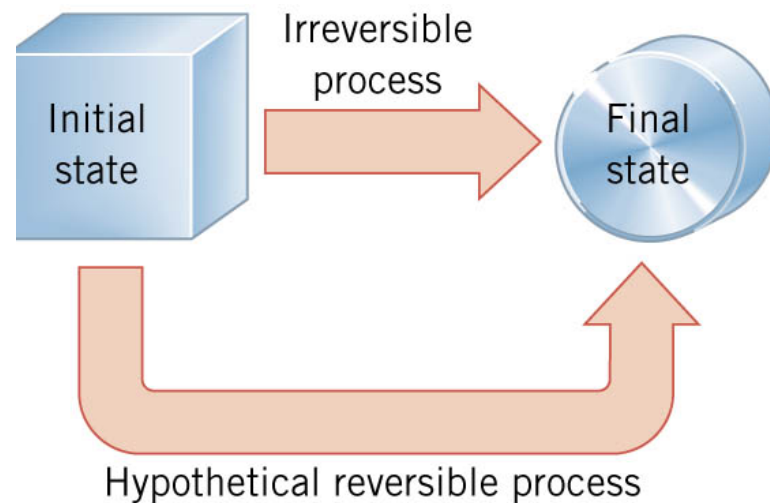 Irreversible
process
Initial
state
Final
state
Hypothetical reversible process